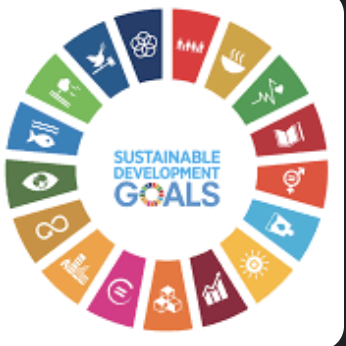 SUSTAINABLE
DEVELOPMENT
GOALS